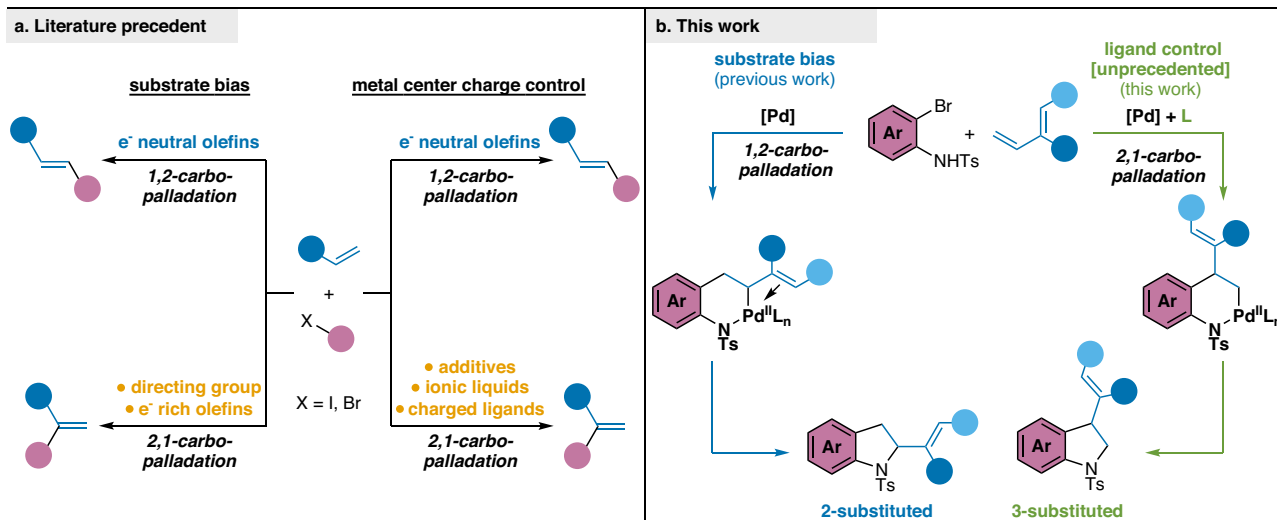 a. Literature precedent
substrate bias
metal center charge control
e- neutral olefins
1,2-carbo-
palladation
e- neutral olefins
1,2-carbo-
palladation
+
X
X = I, Br
• directing group
• e- rich olefins
2,1-carbo-
palladation
• additives
• ionic liquids
• charged ligands
2,1-carbo-
palladation
b. This work
substrate bias
(previous work)
[Pd]
1,2-carbo-
palladation
Ar
Br
NHTs
+
ligand control
[unprecedented]
(this work)
[Pd] + L
2,1-carbo-
palladation
Ar
N
Ts
PdIILn
Ar
N
Ts
PdIILn
Ar
N
Ts
2-substituted
Ar
N
Ts
3-substituted